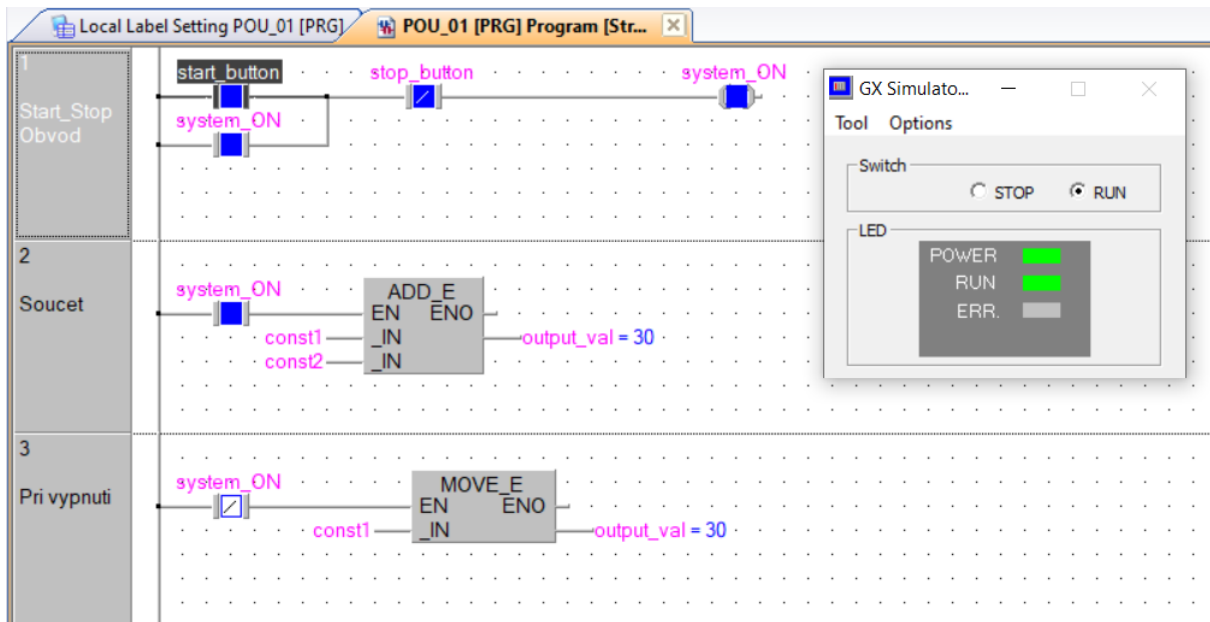 Local Label Setting POU_01 [PRG]
POU_01 [PRG] Program [Str...
1
Start_Stop
Obvod
start_button
stop_button
system_ON
system_ON
GX Simulato...
Tool Options
Switch
STOP
RUN
LED
POWER
RUN
ERR.
2
Soucet
system_ON
ADD_E
EN ENO
const1 _IN output_val = 30
const2 _IN
3
Pri vypnuti
system_ON
MOVE_E
EN ENO
const1 _IN output_val = 30